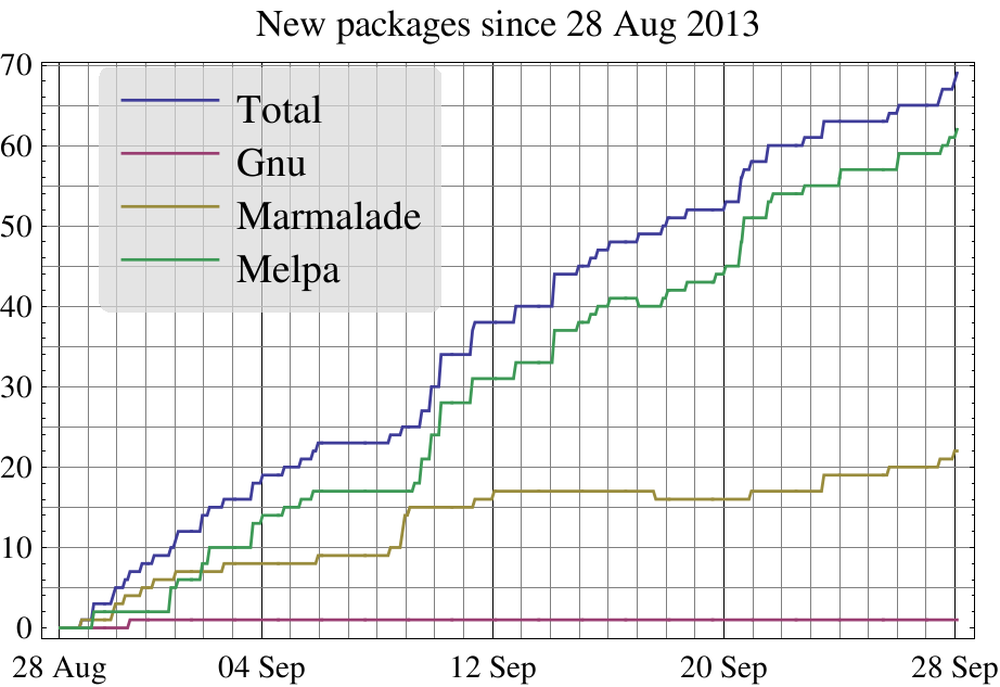 New packages since 28 Aug 2013
70
60
50
40
30
20
10
0
Total
Gnu
Marmalade
Melpa
28 Aug
04 Sep
12 Sep
20 Sep
28 Sep